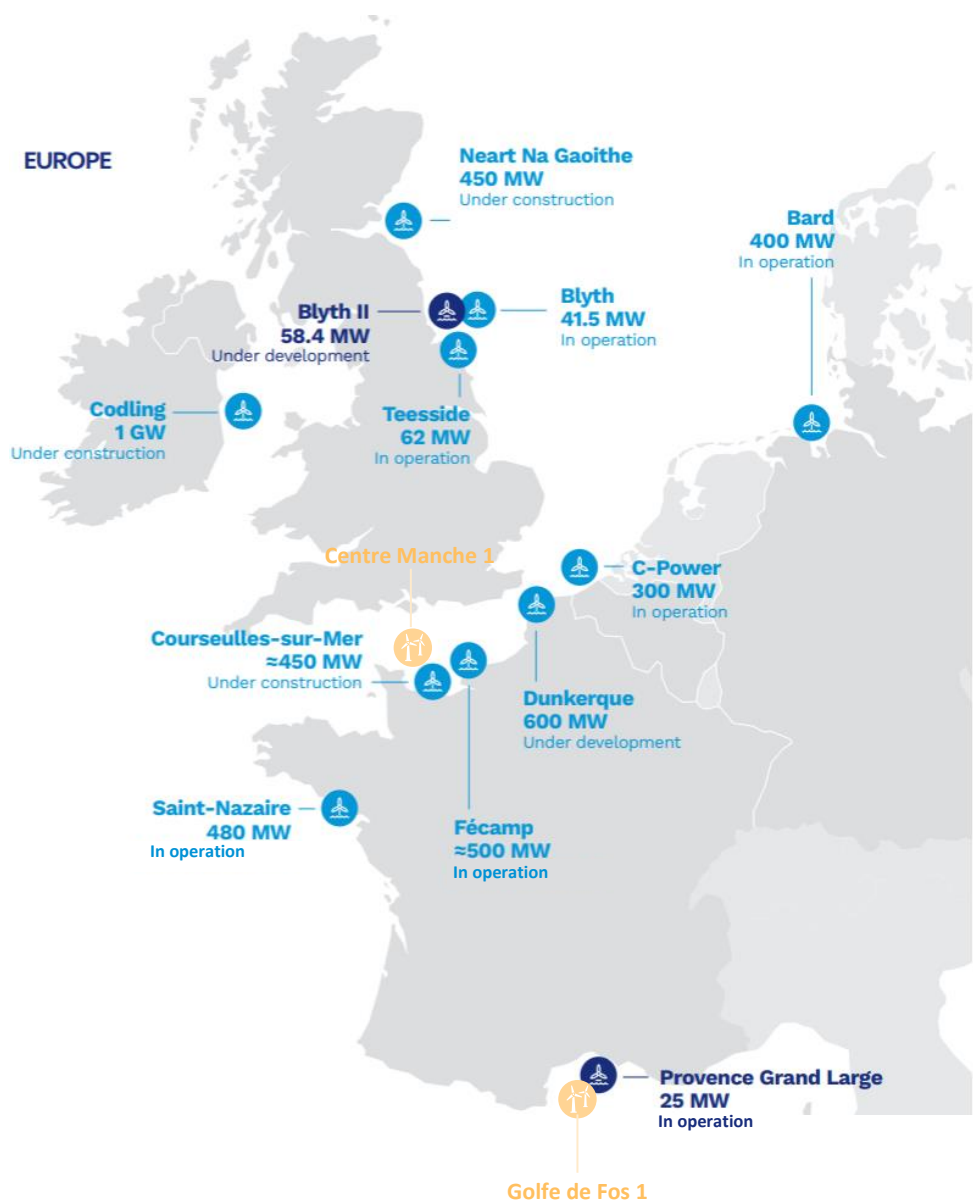 EUROPE
Neart Na Gaoithe
450 MW
Under construction
Bard
400 MW
In operation
Blyth II
58.4 MW
Under development
Blyth
41.5 MW
In operation
Codling
1 GW
Under construction
Teesside
62 MW
In operation
Centre Manche 1
C-Power
300 MW
In operation
Courseulles-sur-Mer
≈450 MW
Under construction
Dunkerque
600 MW
Under development
Saint-Nazaire
480 MW
In operation
Fécamp
≈500 MW
In operation
Provence Grand Large
25 MW
In operation
Golfe de Fos 1